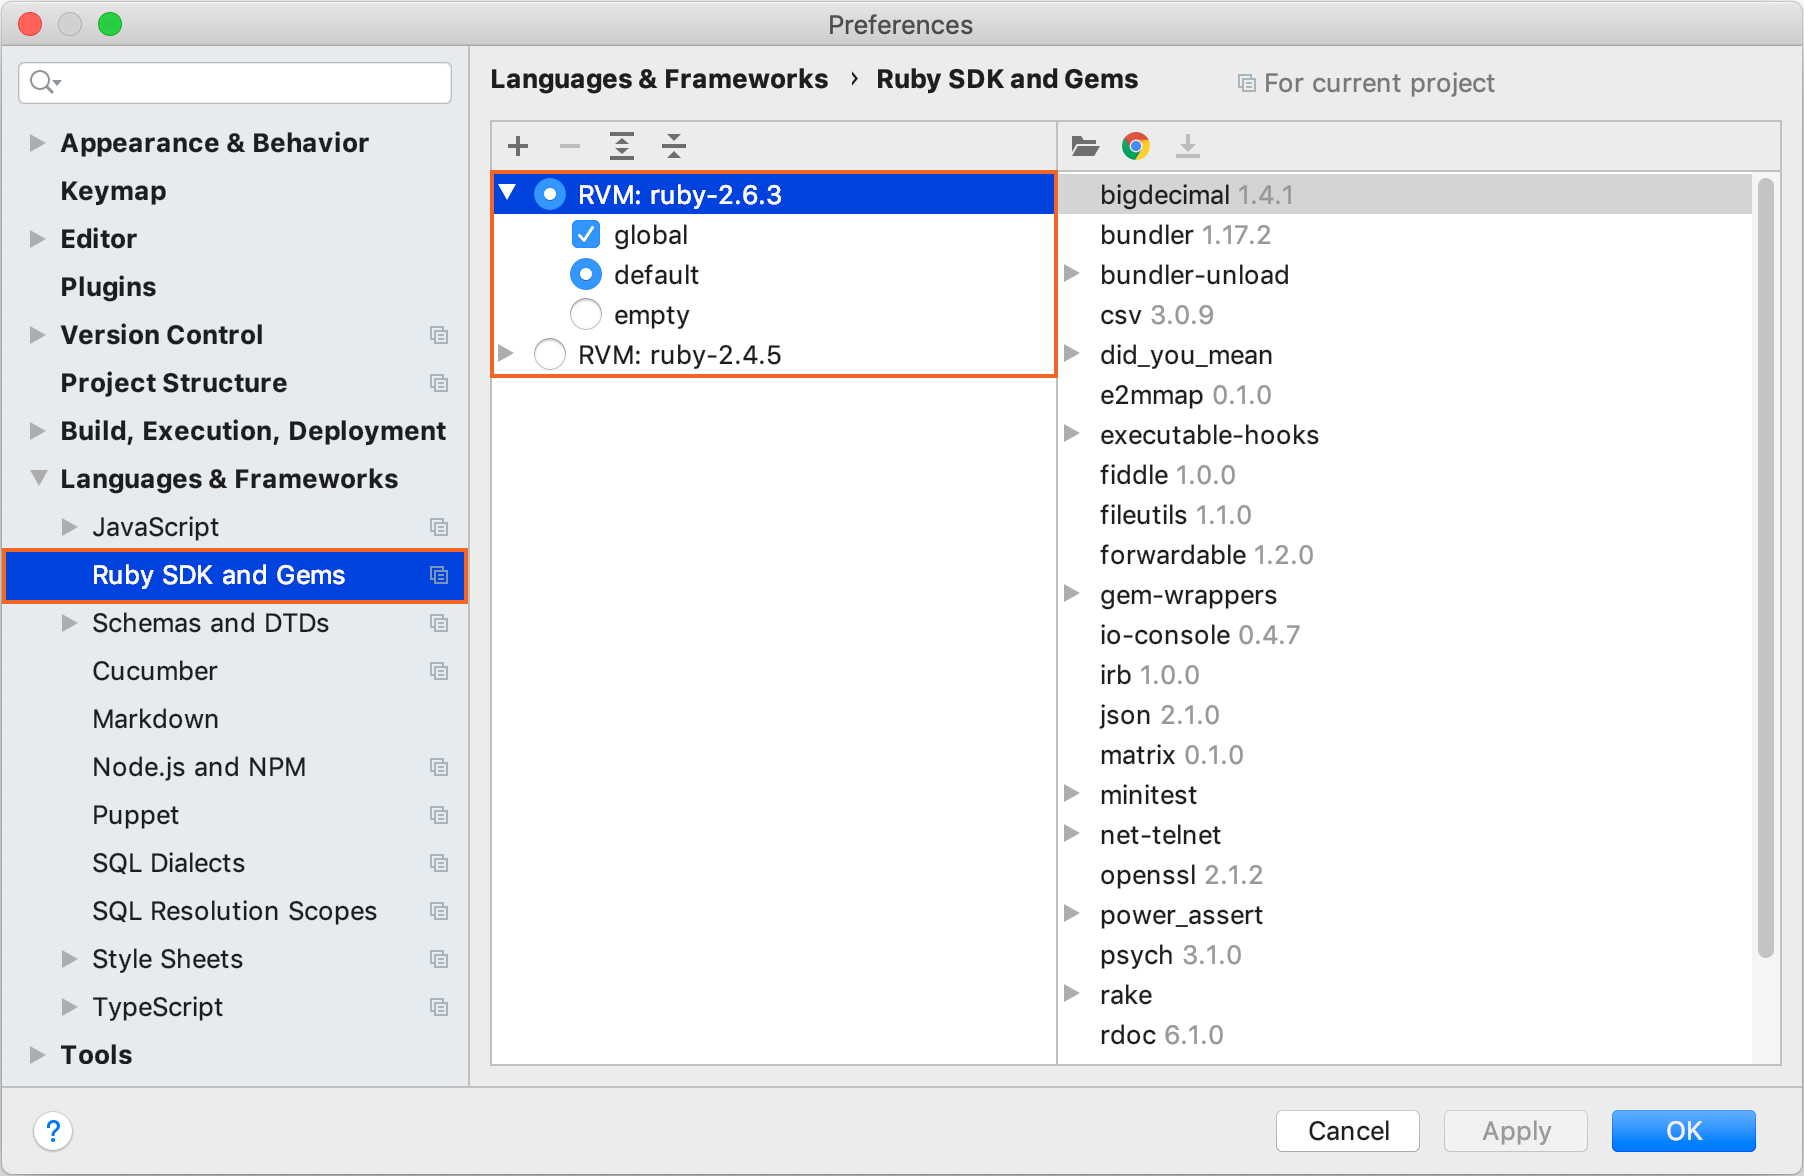 Preferences
Languages & Frameworks › Ruby SDK and Gems
For current project
Appearance & Behavior
Keymap
Editor
Plugins
Version Control
Project Structure
Build, Execution, Deployment
Languages & Frameworks
JavaScript
Ruby SDK and Gems
Schemas and DTDs
Cucumber
Markdown
Node.js and NPM
Puppet
SQL Dialects
SQL Resolution Scopes
Style Sheets
TypeScript
Tools
RVM: ruby-2.6.3
global
default
empty
RVM: ruby-2.4.5
bigdecimal 1.4.1
bundler 1.17.2
bundler-unload
csv 3.0.9
did_you_mean
e2mmap 0.1.0
executable-hooks
fiddle 1.0.0
fileutils 1.1.0
forwardable 1.2.0
gem-wrappers
io-console 0.4.7
irb 1.0.0
json 2.1.0
matrix 0.1.0
minitest
net-telnet
openssl 2.1.2
power_assert
psych 3.1.0
rake
rdoc 6.1.0
?
Cancel
Apply
OK